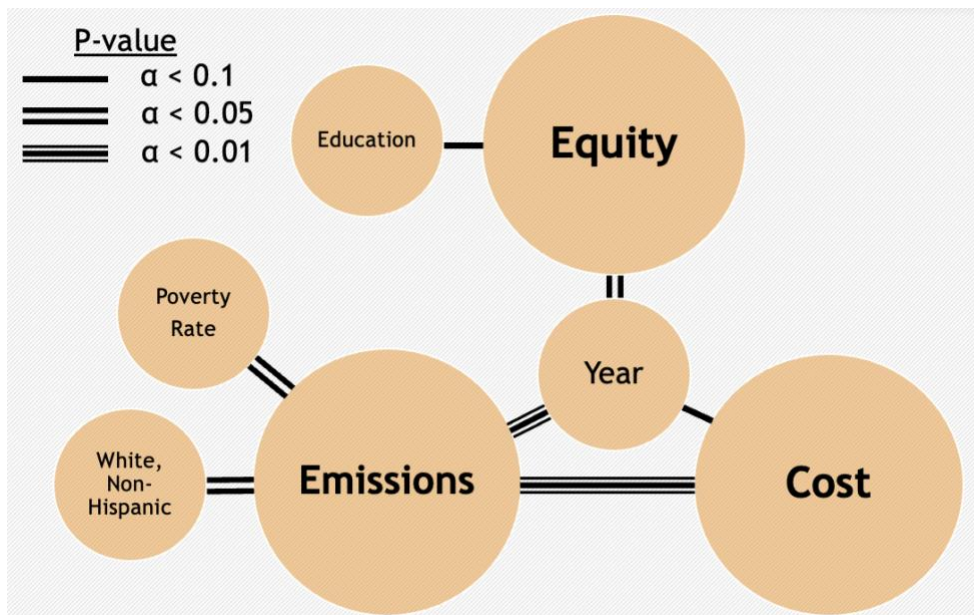 P-value
α < 0.1
α < 0.05
α < 0.01
Education
Equity
Poverty
Rate
Year
White,
Non-
Hispanic
Emissions
Cost